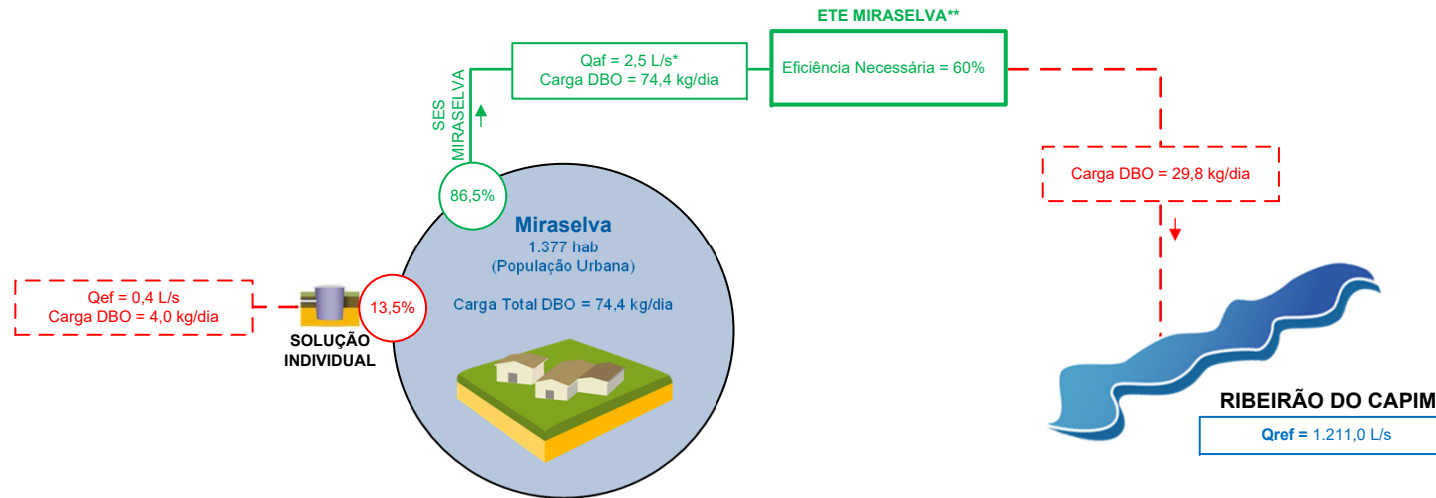 ETE MIRASELVA**
Qaf = 2,5 L/s*
Carga DBO = 74,4 kg/dia
Eficiência Necessária = 60%
SES
MIRASELVA
Carga DBO = 29,8 kg/dia
86,5%
Miraselva
1.377 hab
(População Urbana)
Carga Total DBO = 74,4 kg/dia
Qef = 0,4 L/s
Carga DBO = 4,0 kg/dia
13,5%
SOLUÇÃO
INDIVIDUAL
RIBEIRÃO DO CAPIM
Qref = 1.211,0 L/s